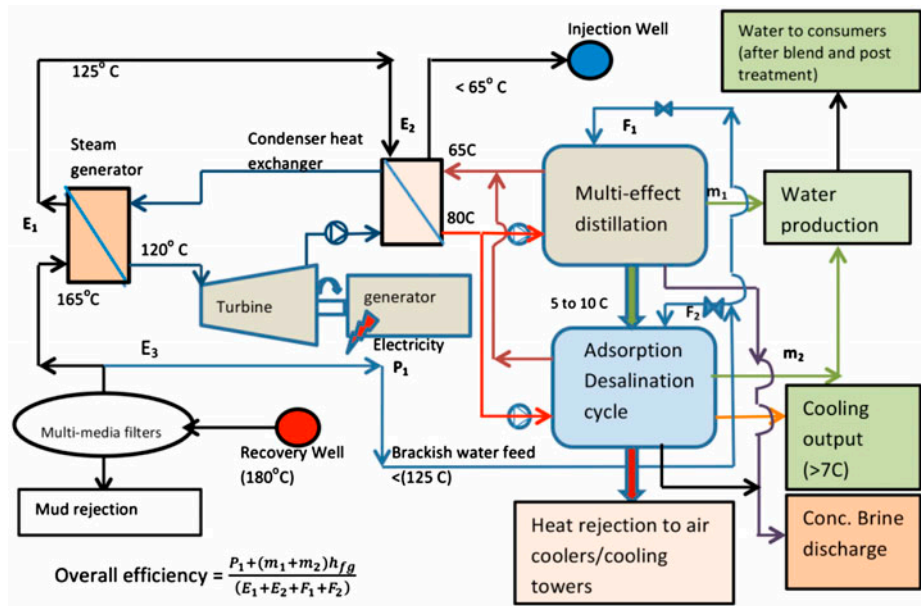 Injection Well
Water to consumers
(after blend and post
treatment)
125° C
< 65° C
E₂
F₁
Steam
generator
Condenser heat
exchanger
65C
Multi-effect
distillation
m₁
Water
production
E₁
80C
120° C
165°C
Turbine
generator
Electricity
5 to 10 C
F₂
E₃
P₁
Adsorption
Desalination
cycle
m₂
Multi-media filters
Recovery Well
(180°C)
Brackish water feed
<(125 C)
Cooling
output
(>7C)
Mud rejection
Heat rejection to air
coolers/cooling
towers
Conc. Brine
discharge
Overall efficiency = P₁+(m₁+m₂)h_fg / (E₁+E₂+F₁+F₂)